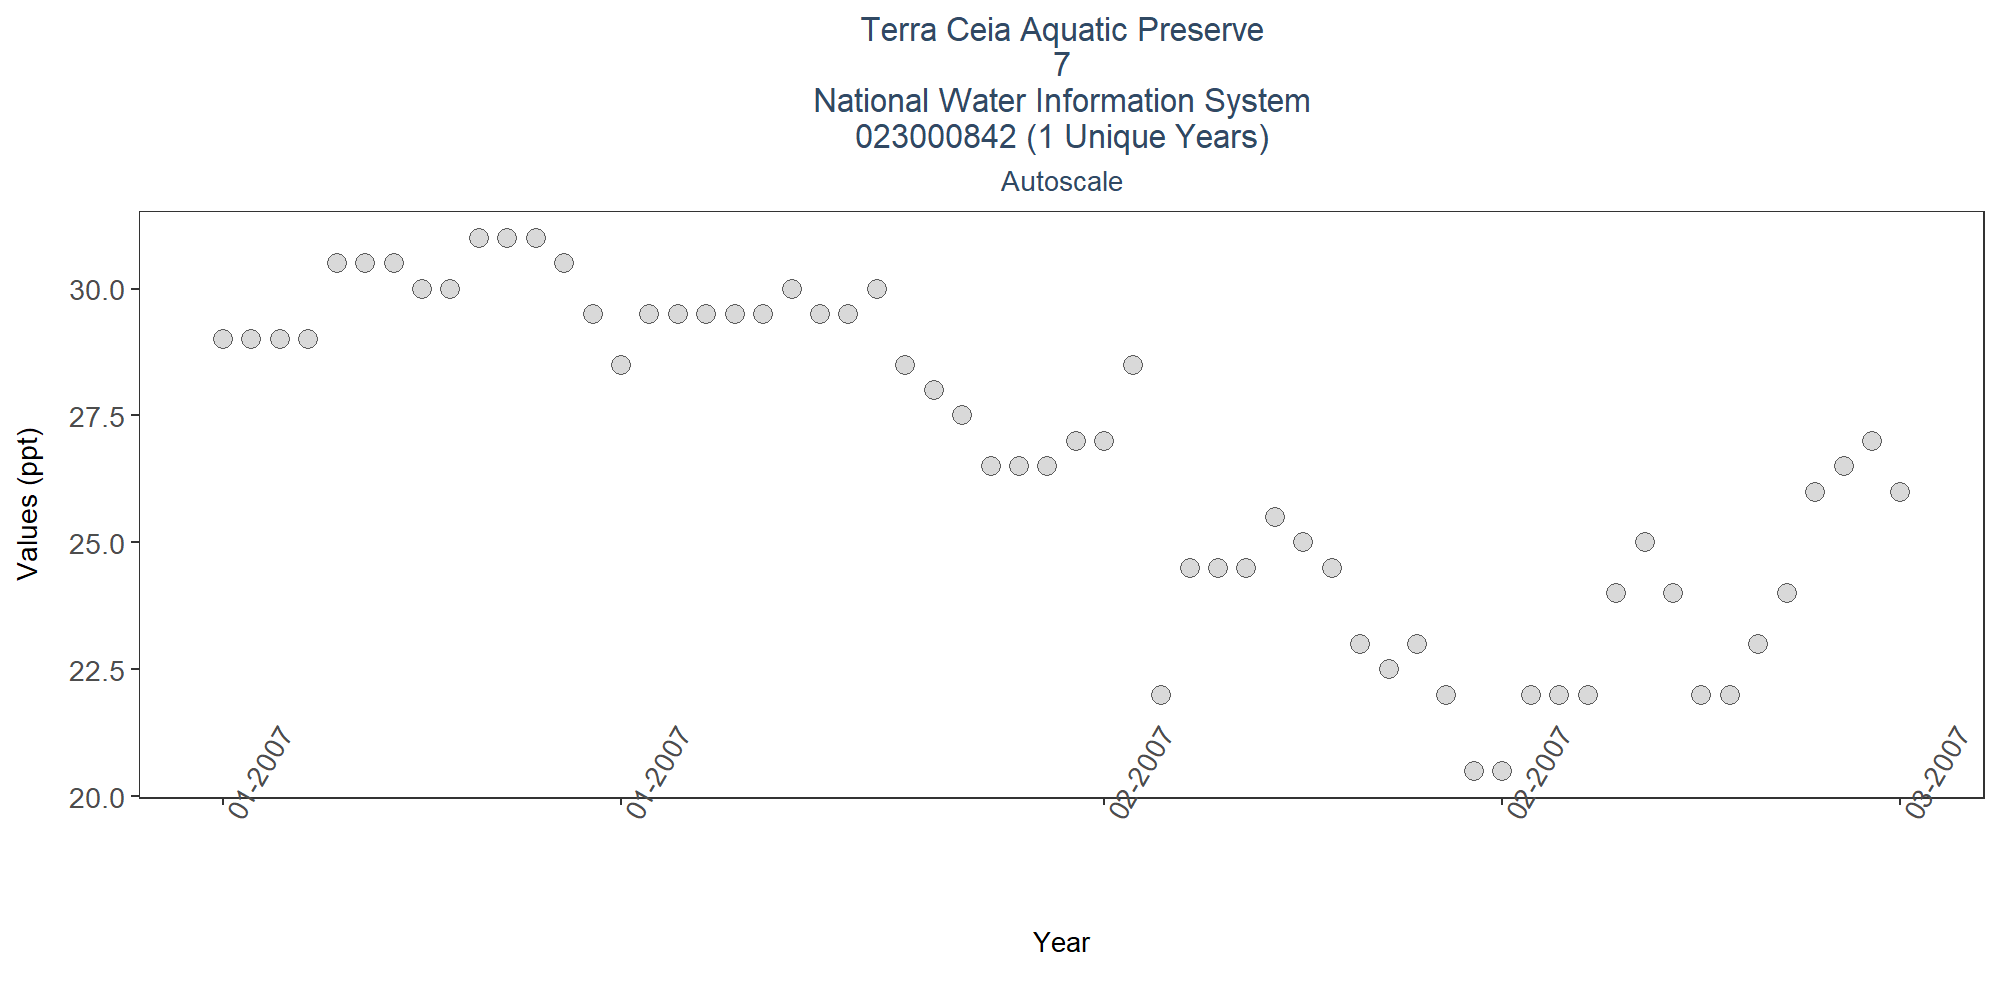 Terra Ceia Aquatic Preserve
7
National Water Information System
023000842 (1 Unique Years)
Autoscale
Values (ppt)
30.0
27.5
25.0
22.5
20.0
01-2007
01-2007
02-2007
02-2007
03-2007
Year